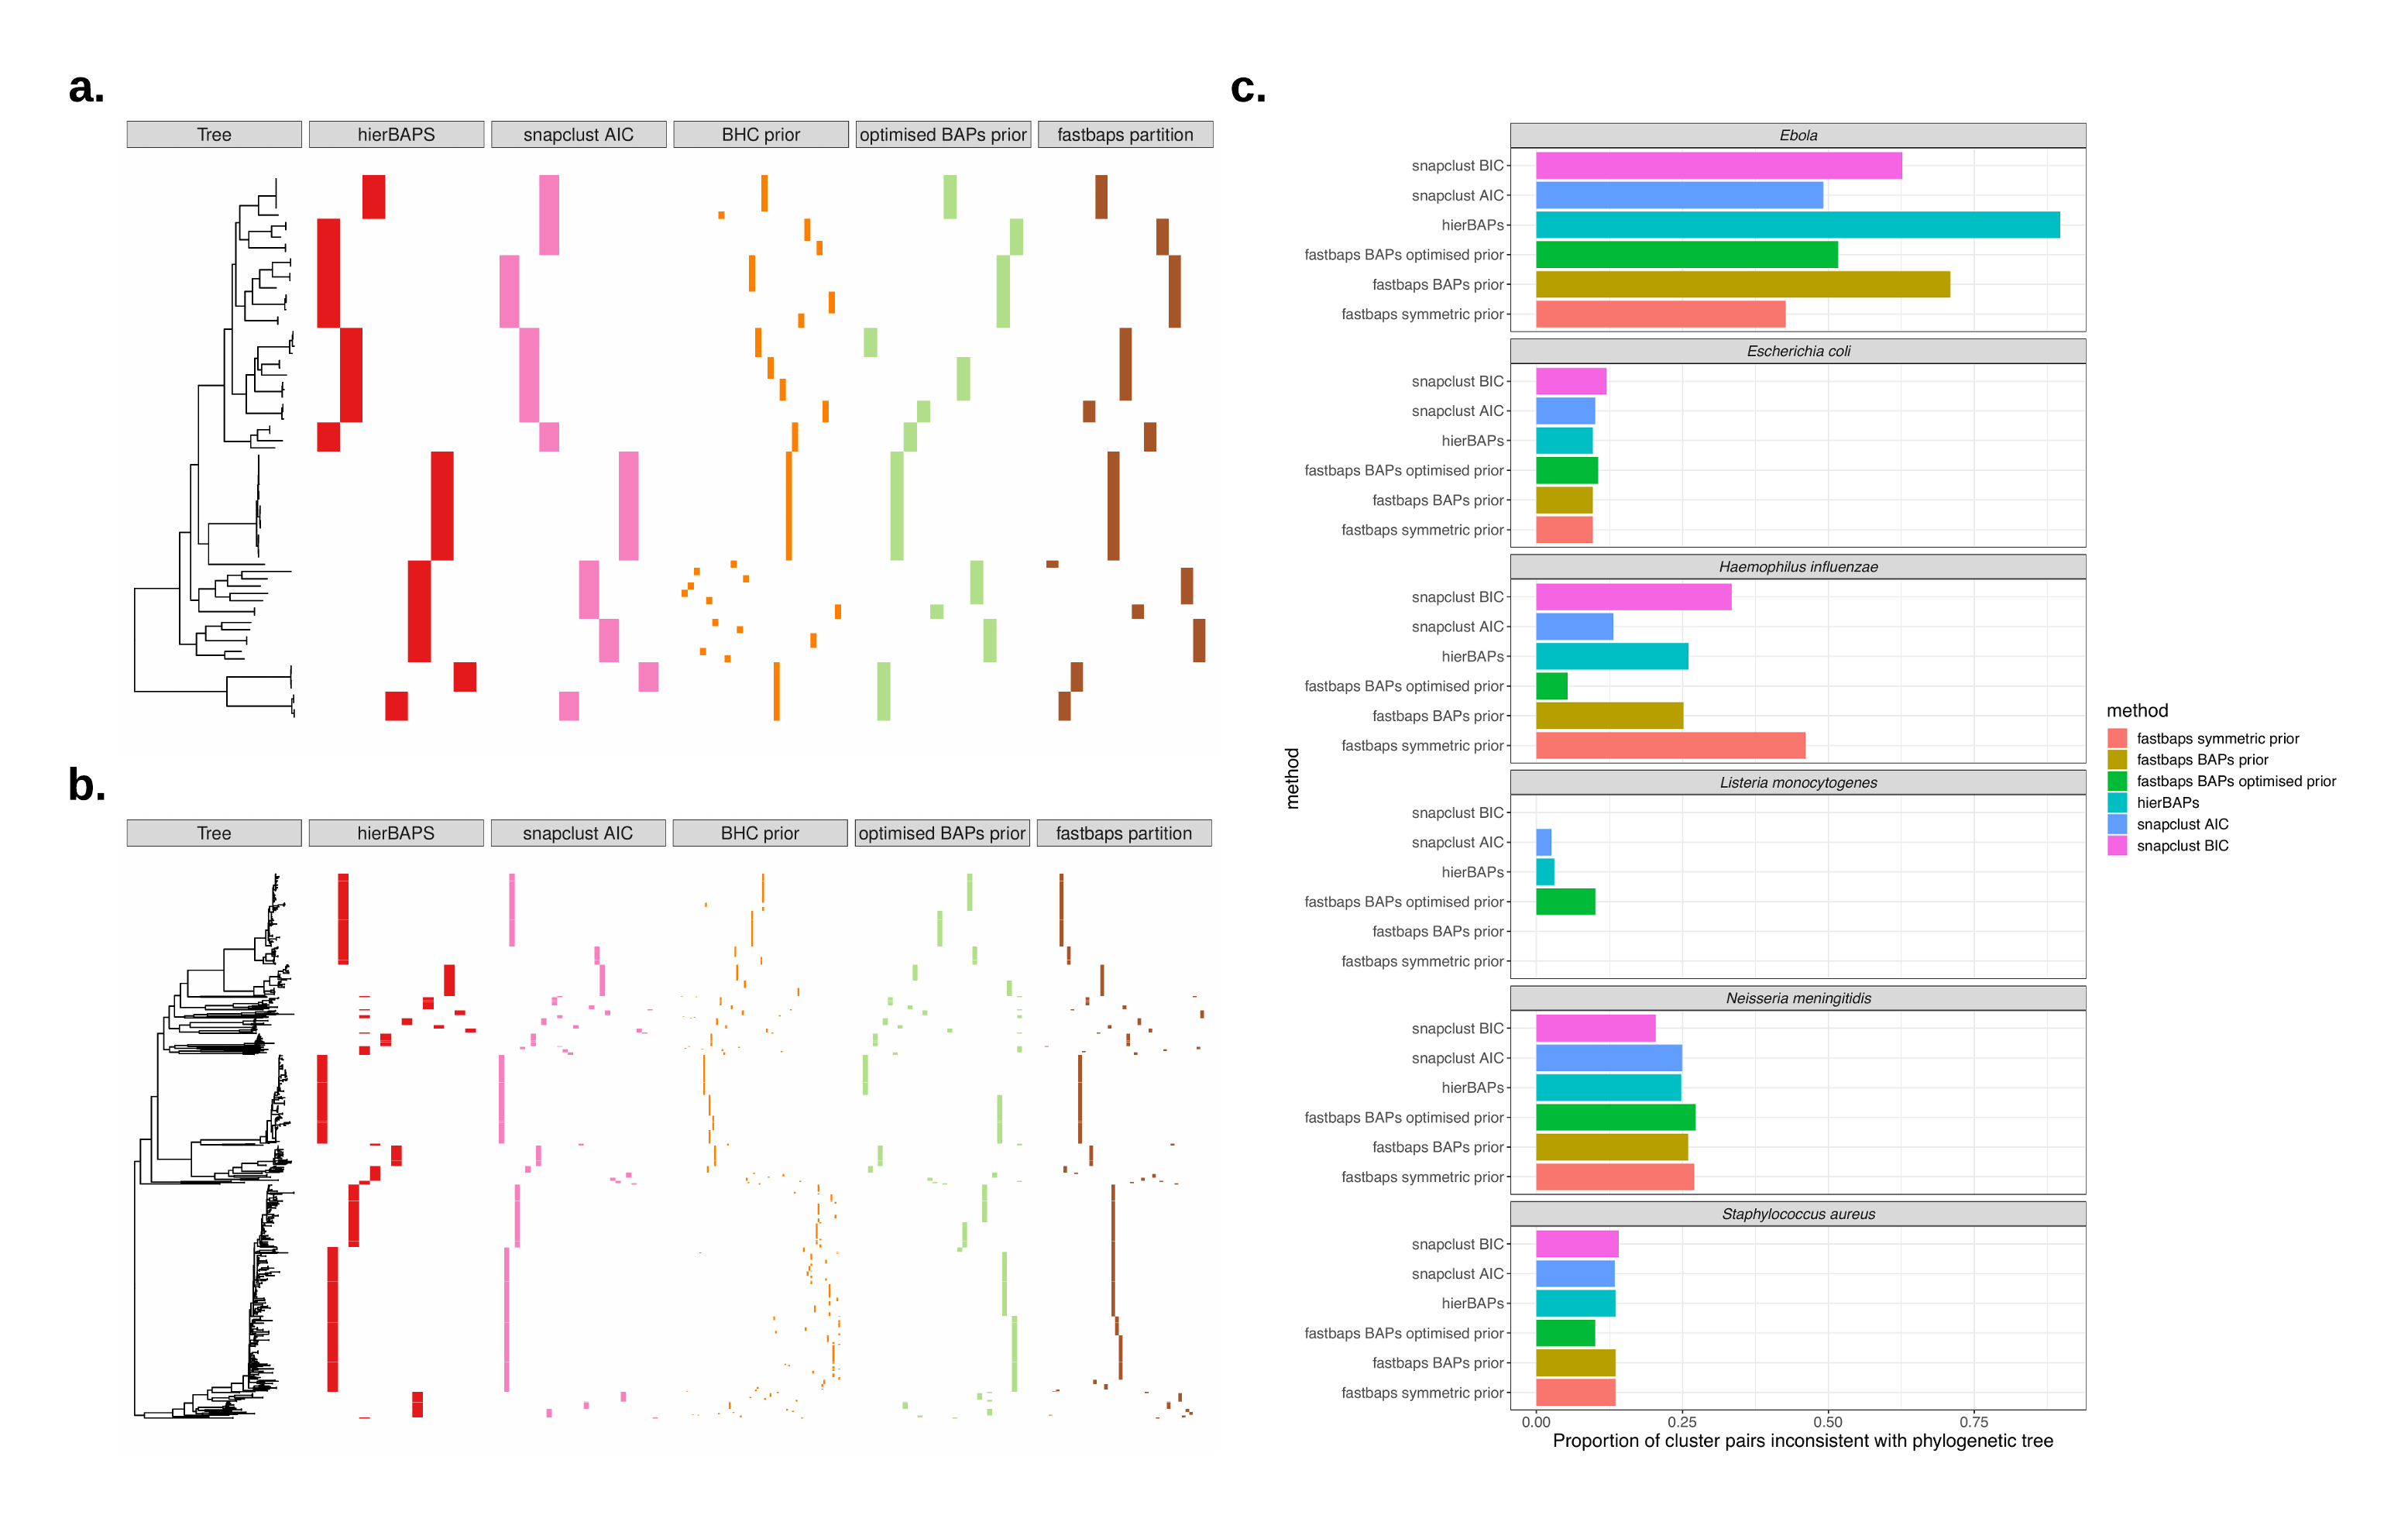 a.
Tree
hierBAPS
snapclust AIC
BHC prior
optimised BAPs prior
fastbaps partition
b.
Tree
hierBAPS
snapclust AIC
BHC prior
optimised BAPs prior
fastbaps partition
c.
method
Ebola
snapclust BIC
snapclust AIC
hierBAPs
fastbaps BAPs optimised prior
fastbaps BAPs prior
fastbaps symmetric prior
Escherichia coli
snapclust BIC
snapclust AIC
hierBAPs
fastbaps BAPs optimised prior
fastbaps BAPs prior
fastbaps symmetric prior
Haemophilus influenzae
snapclust BIC
snapclust AIC
hierBAPs
fastbaps BAPs optimised prior
fastbaps BAPs prior
fastbaps symmetric prior
Listeria monocytogenes
snapclust BIC
snapclust AIC
hierBAPs
fastbaps BAPs optimised prior
fastbaps BAPs prior
fastbaps symmetric prior
Neisseria meningitidis
snapclust BIC
snapclust AIC
hierBAPs
fastbaps BAPs optimised prior
fastbaps BAPs prior
fastbaps symmetric prior
Staphylococcus aureus
snapclust BIC
snapclust AIC
hierBAPs
fastbaps BAPs optimised prior
fastbaps BAPs prior
fastbaps symmetric prior
0.00 0.25 0.50 0.75
Proportion of cluster pairs inconsistent with phylogenetic tree
method
fastbaps symmetric prior
fastbaps BAPs prior
fastbaps BAPs optimised prior
hierBAPs
snapclust AIC
snapclust BIC